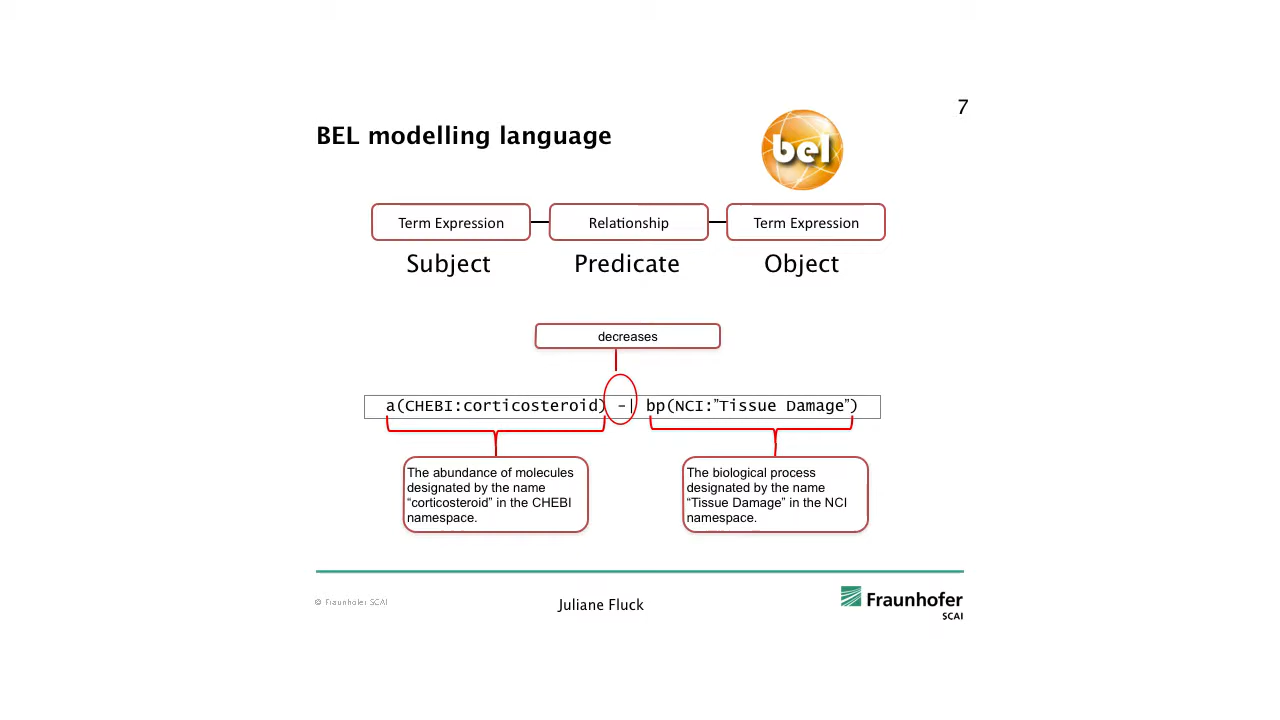 7
BEL modelling language
bel
Term Expression
Relationship
Term Expression
Subject
Predicate
Object
decreases
a(CHEBI:corticosteroid) -| bp(NCI:”Tissue Damage”)
The abundance of molecules
designated by the name
“corticosteroid” in the CHEBI
namespace.
The biological process
designated by the name
“Tissue Damage” in the NCI
namespace.
© Fraunhofer SCAI
Juliane Fluck
Fraunhofer
SCAI